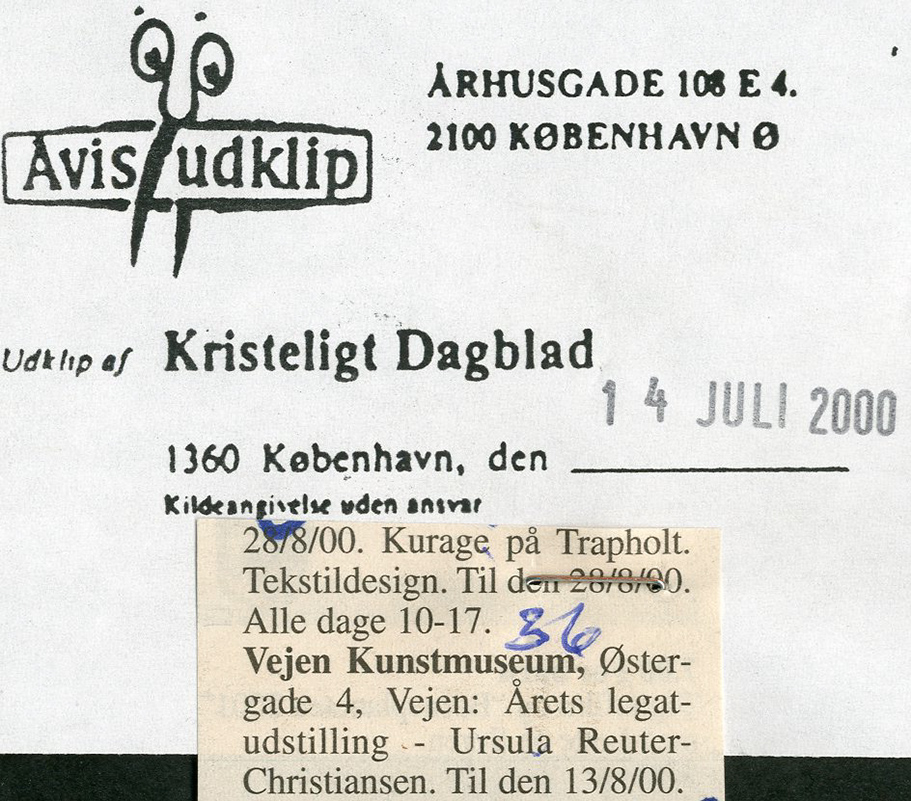 Avis udklip
ÅRHUSGADE 108 E 4.
2100 KØBENHAVN Ø
Udklip af Kristeligt Dagblad
14 JULI 2000
1360 København, den
Kildeangivelse uden ansvar
28/8/00. Kurage på Trapholt.
Tekstildesign. Til den 28/8/00.
Alle dage 10-17.
36
Vejen Kunstmuseum, Øster-
gade 4, Vejen: Årets legat-
udstilling - Ursula Reuter-
Christiansen. Til den 13/8/00.